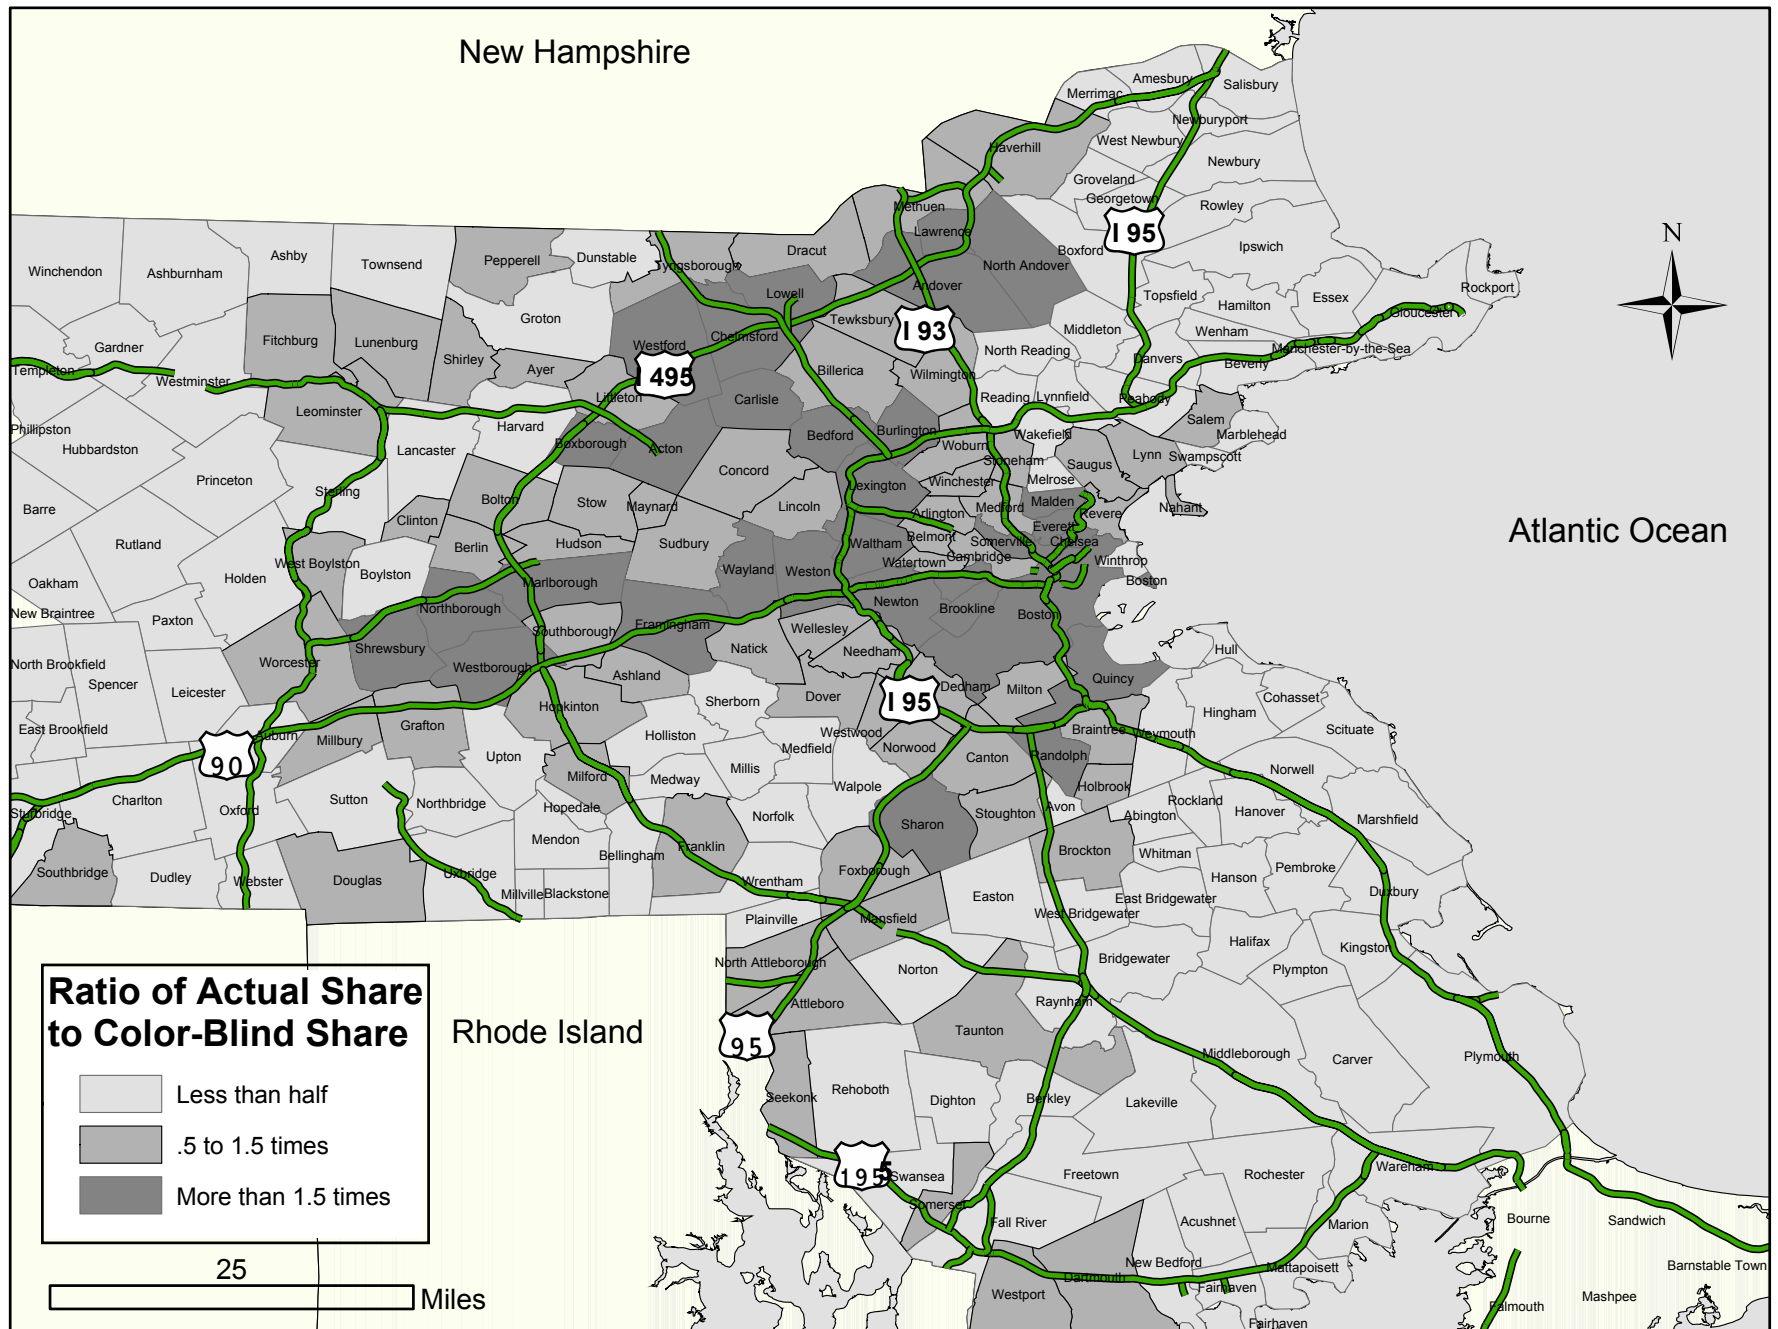 New Hampshire
Amesbury
Salisbury
Merrimac
Newburyport
West Newbury
Haverhill
Newbury
Groveland
Georgetown
Rowley
Methuen
I 95
Lawrence
Ipswich
Boxford
N
Dracut
Ashby
Townsend
Pepperell
Dunstable
Tyngsborough
North Andover
Winchendon
Ashburnham
Lowell
Andover
Topsfield
Hamilton
Essex
Rockport
Groton
Tewksbury
I 93
Middleton
Wenham
Gloucester
Gardner
Fitchburg
Lunenburg
Shirley
Westford
Chelmsford
North Reading
Danvers
Manchester-by-the-Sea
Beverly
Templeton
Westminster
Ayer
I 495
Billerica
Wilmington
Leominster
Littleton
Carlisle
Reading
Lynnfield
Peabody
Phillipston
Hubbardston
Harvard
Boxborough
Acton
Bedford
Burlington
Woburn
Wakefield
Salem
Marblehead
Lancaster
Concord
Stoneham
Saugus
Lynn
Swampscott
Princeton
Sterling
Lexington
Winchester
Melrose
Barre
Bolton
Stow
Maynard
Lincoln
Arlington
Medford
Malden
Revere
Nahant
Clinton
Everett
Atlantic Ocean
Rutland
Berlin
Hudson
Sudbury
Waltham
Belmont
Somerville
Chelsea
West Boylston
Boylston
Wayland
Weston
Watertown
Cambridge
Winthrop
Oakham
Holden
Marlborough
Boston
New Braintree
Paxton
Northborough
Newton
Brookline
Boston
Southborough
Framingham
Wellesley
North Brookfield
Worcester
Shrewsbury
Westborough
Natick
Needham
Hull
Spencer
Leicester
Ashland
Dedham
Milton
Quincy
Sherborn
Dover
I 95
Cohasset
East Brookfield
Auburn
Millbury
Grafton
Hopkinton
Holliston
Westwood
Medfield
Norwood
Braintree
Weymouth
Hingham
Scituate
90
Upton
Milford
Medway
Millis
Walpole
Canton
Randolph
Norwell
Sturbridge
Charlton
Oxford
Sutton
Northbridge
Hopedale
Norfolk
Sharon
Stoughton
Avon
Holbrook
Rockland
Abington
Hanover
Marshfield
Mendon
Bellingham
Franklin
Brockton
Whitman
Southbridge
Dudley
Webster
Douglas
Uxbridge
Millville
Blackstone
Wrentham
Foxborough
Easton
Hanson
Pembroke
Duxbury
East Bridgewater
Plainville
Mansfield
West Bridgewater
Halifax
Kingston
North Attleborough
Norton
Bridgewater
Plympton
Ratio of Actual Share
to Color-Blind Share
Rhode Island
Attleboro
Raynham
95
Taunton
Middleborough
Carver
Plymouth
Less than half
Seekonk
Rehoboth
Dighton
Berkley
Lakeville
.5 to 1.5 times
195
Swansea
Freetown
Rochester
Wareham
More than 1.5 times
Somerset
Fall River
Acushnet
Marion
Bourne
Sandwich
25
Miles
Dartmouth
New Bedford
Mattapoisett
Barnstable Town
Westport
Fairhaven
Falmouth
Mashpee
Fairhaven